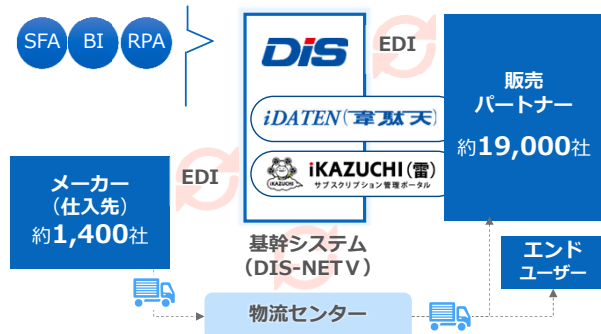 SFA
BI
RPA
DiS
EDI
iDATEN(韋駄天)
iKAZUCHI
iKAZUCHI(雷)
サブスクリプション管理ポータル
販売
パートナー
約19,000社
メーカー
(仕入先)
約1,400社
EDI
基幹システム
(DIS-NETⅤ)
エンド
ユーザー
物流センター